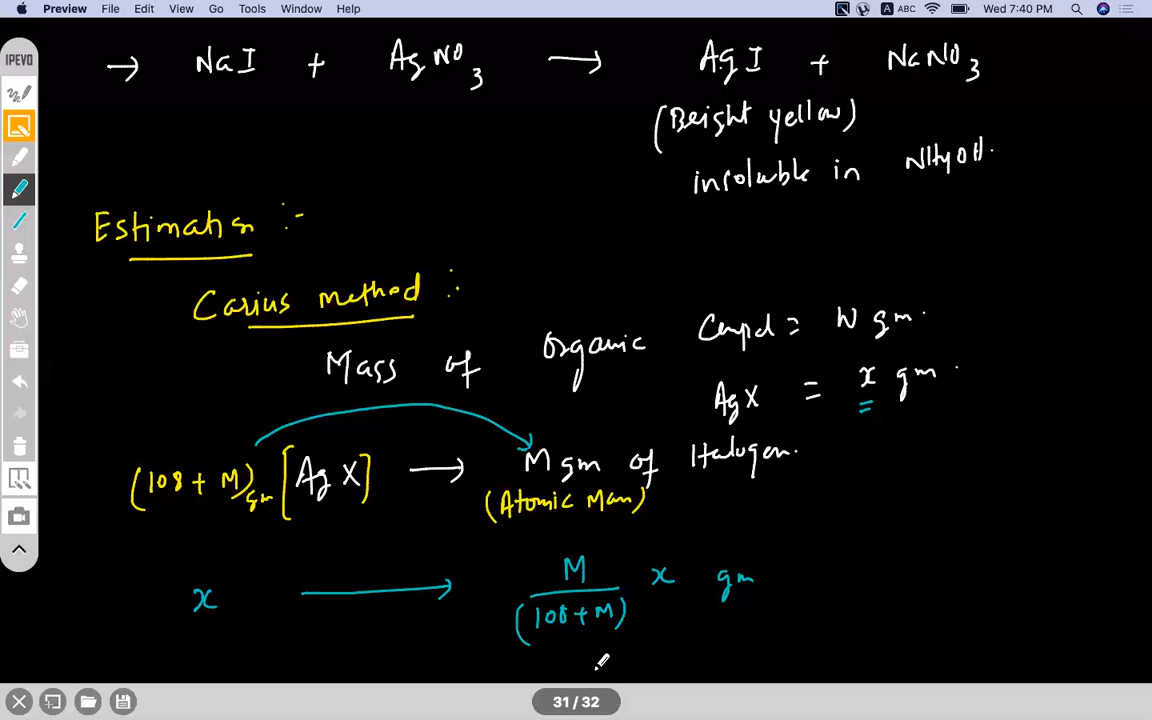 Preview File Edit View Go Tools Window Help A ABC Wed 7:40 PM
IPEVO
→ NaI + AgNO3 → AgI + NaNO3
(Bright yellow)
insoluble in NH4OH.
Estimation :-
Carius method :
Mass of Organic Compd = W gm.
AgX = x gm.
(108 + M)gm [AgX] → M gm of Halogen.
(Atomic Mass)
x → M/(108+M) x gm
31 / 32